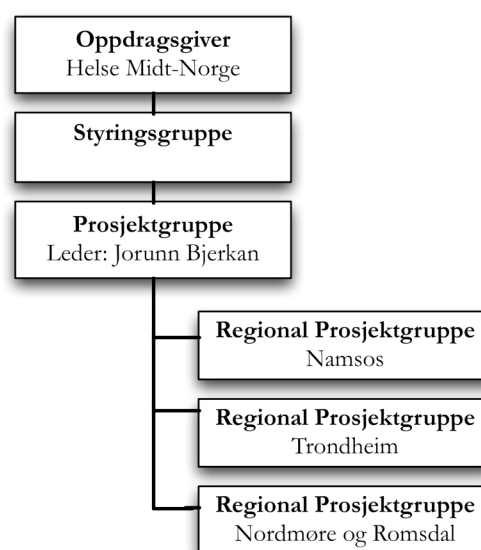 Oppdragsgiver
Helse Midt-Norge
Styringsgruppe
Prosjektgruppe
Leder: Jorunn Bjerkan
Regional Prosjektgruppe
Namsos
Regional Prosjektgruppe
Trondheim
Regional Prosjektgruppe
Nordmøre og Romsdal